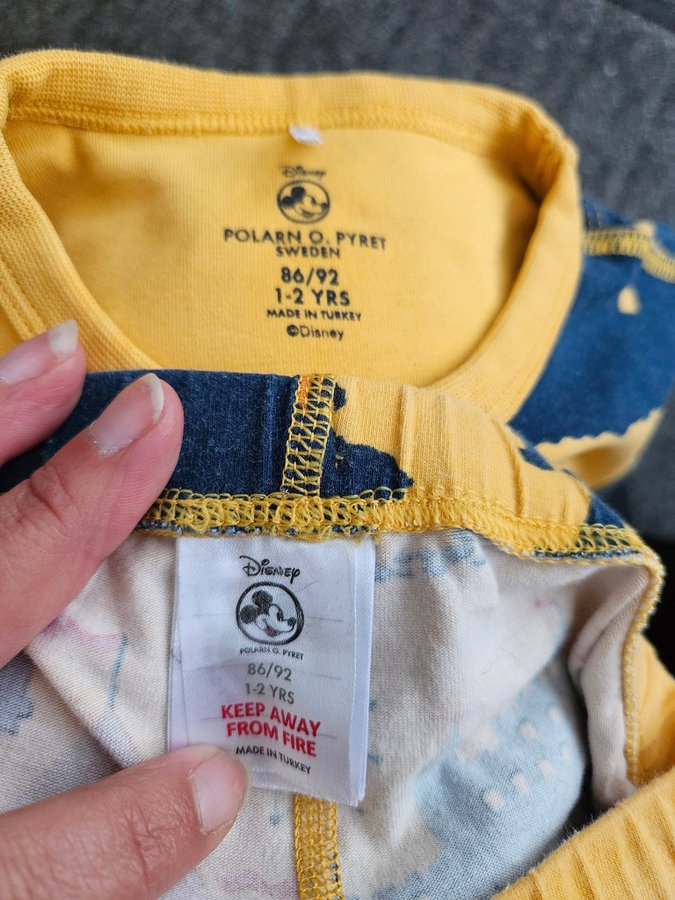 Disney
POLARN O. PYRET
SWEDEN
86/92
1-2 YRS
MADE IN TURKEY
©Disney
Disney
POLARN O. PYRET
86/92
1-2 YRS
KEEP AWAY
FROM FIRE
MADE IN TURKEY